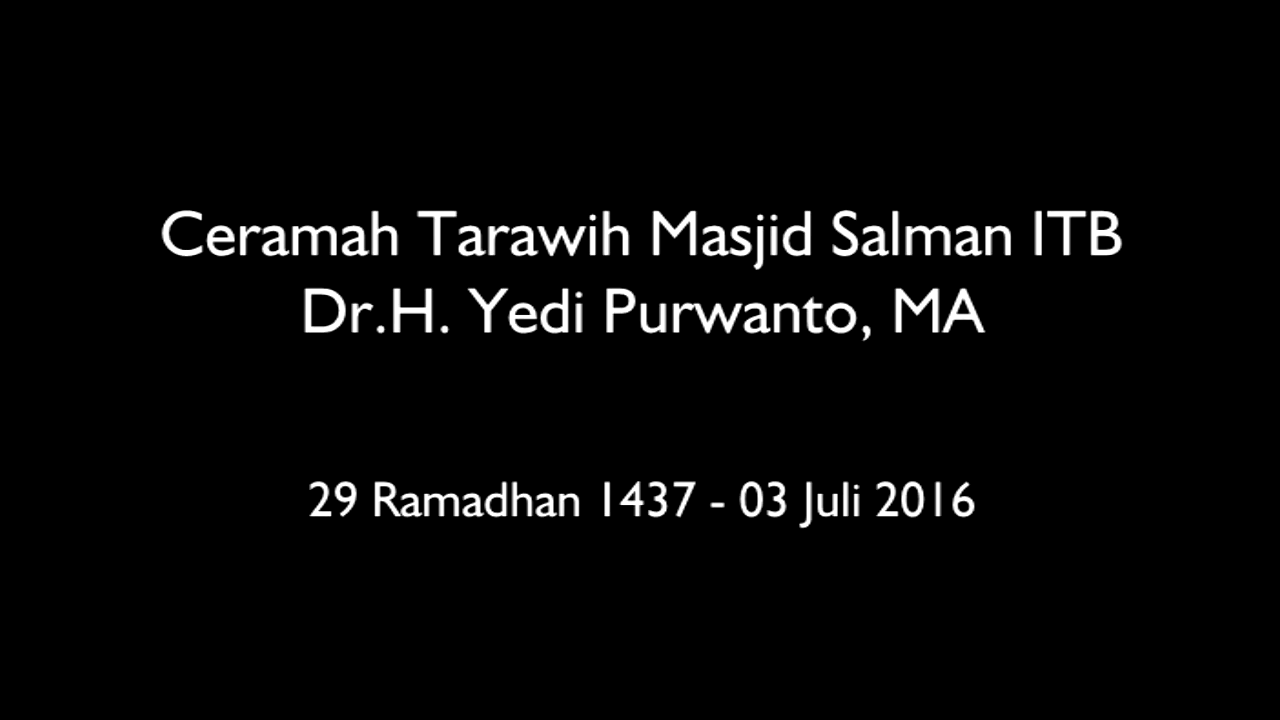 Ceramah Tarawih Masjid Salman ITB
Dr.H. Yedi Purwanto, MA
29 Ramadhan 1437 - 03 Juli 2016